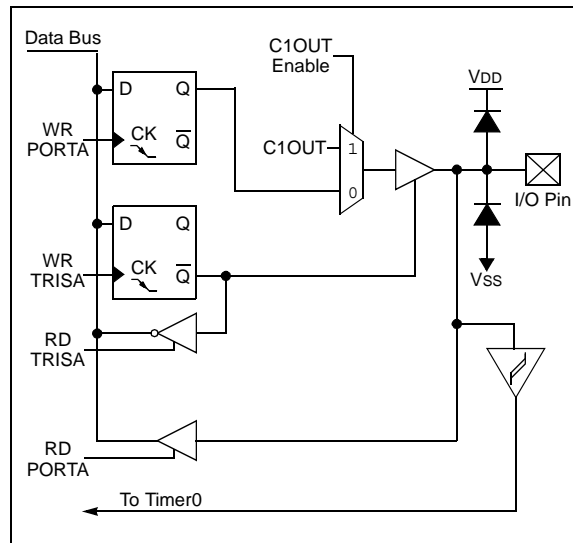 Data Bus
C1OUT
Enable
VDD
D Q
WR
PORTA
CK
Q
C1OUT
1
0
I/O Pin
D Q
WR
TRISA
CK
Q
VSS
RD
TRISA
RD
PORTA
To Timer0